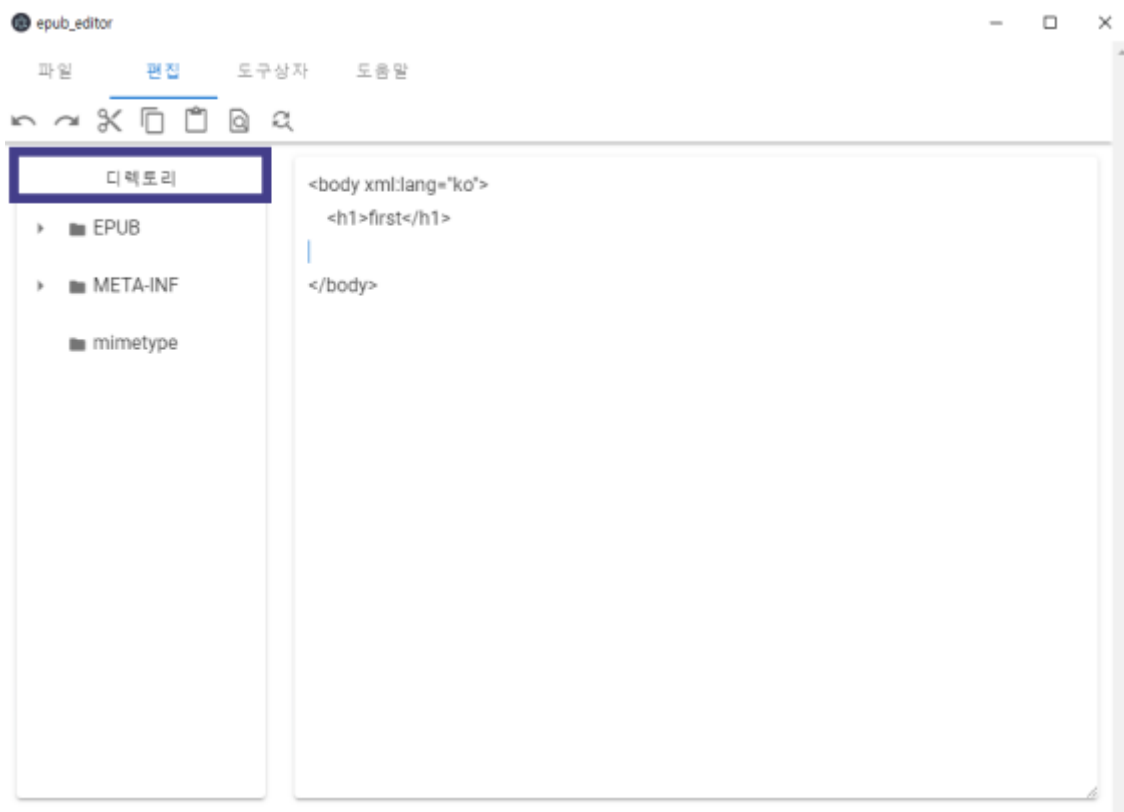 epub_editor
파일 편집 도구상자 도움말
디렉토리
EPUB
META-INF
mimetype
<body xml:lang="ko">
<h1>first</h1>
</body>